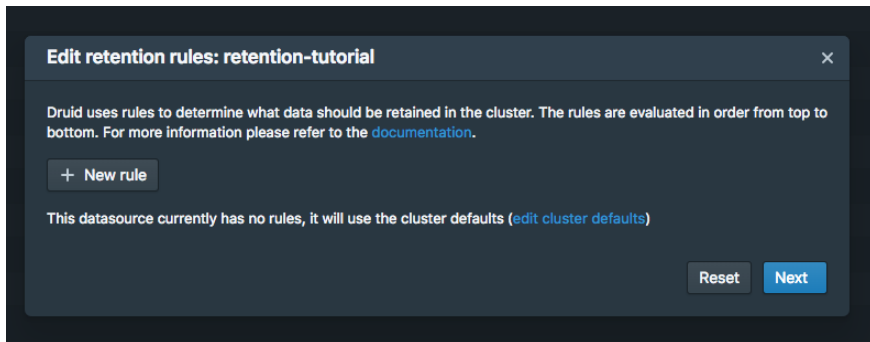 Edit retention rules: retention-tutorial
Druid uses rules to determine what data should be retained in the cluster. The rules are evaluated in order from top to
bottom. For more information please refer to the documentation.
+ New rule
This datasource currently has no rules, it will use the cluster defaults (edit cluster defaults)
Reset Next